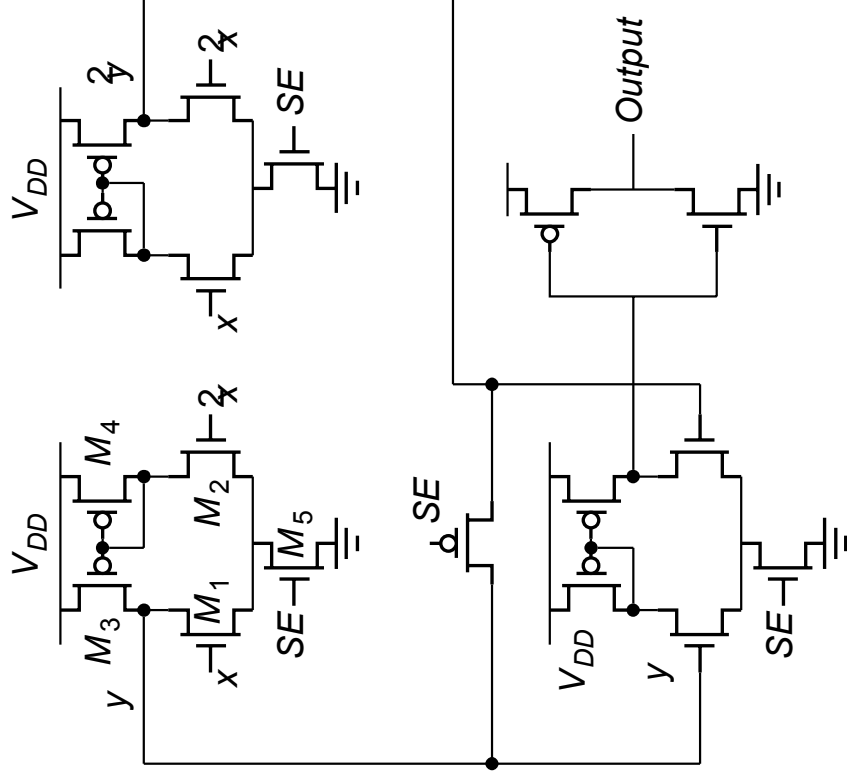 V_DD
2y
2x
SE
x
Output
V_DD
M_4
2x
M_2
M_5
M_3
M_1
SE
x
y
SE
V_DD
y
SE